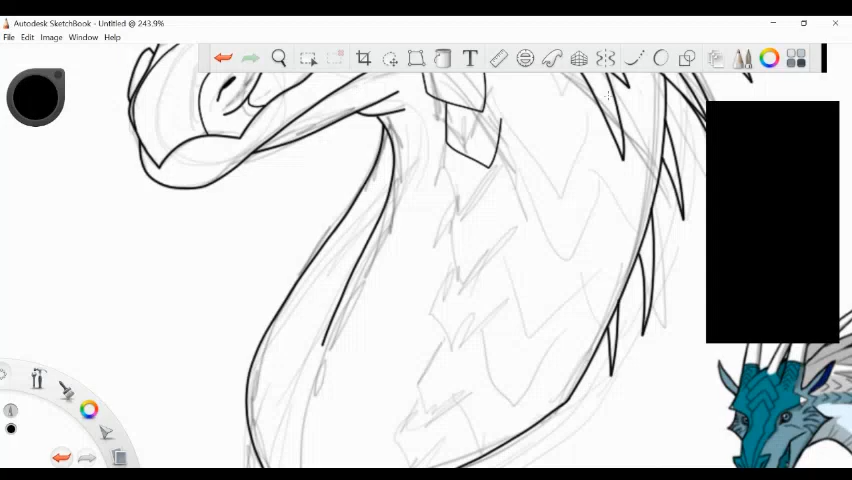 Autodesk SketchBook - Untitled @ 243.9%
File Edit Image Window Help
T